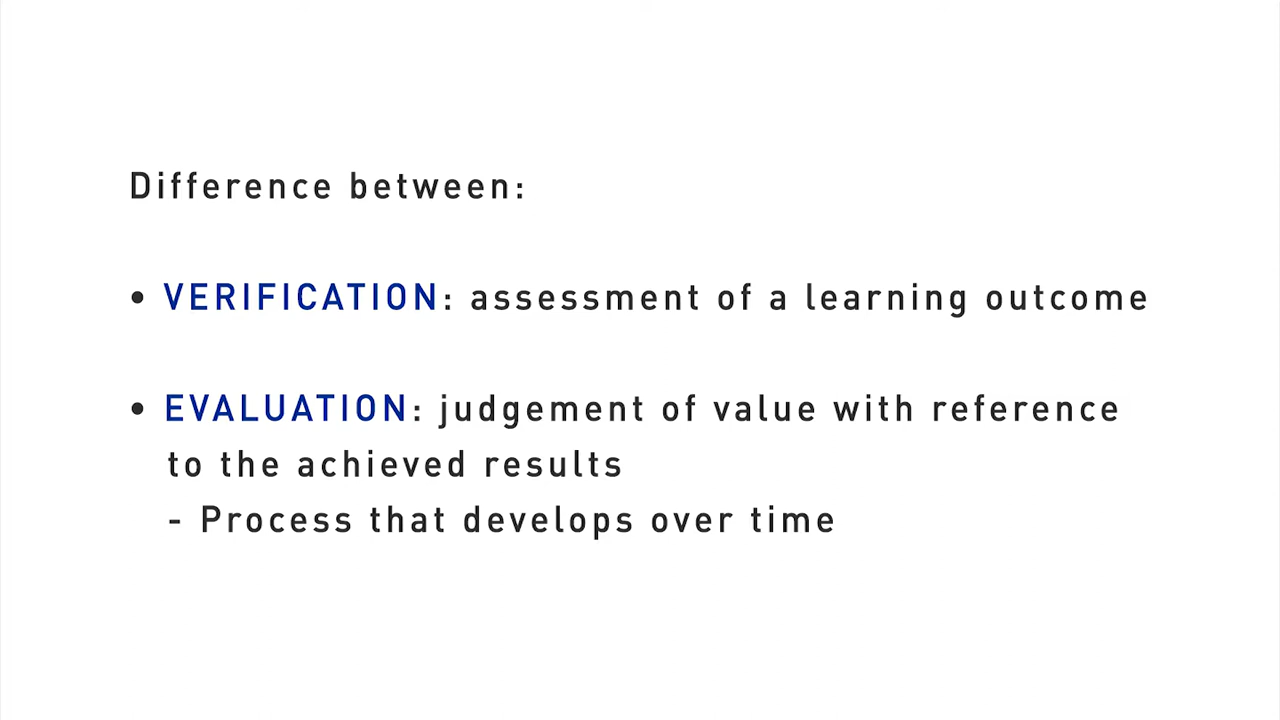 Difference between:
• VERIFICATION: assessment of a learning outcome
• EVALUATION: judgement of value with reference
to the achieved results
- Process that develops over time